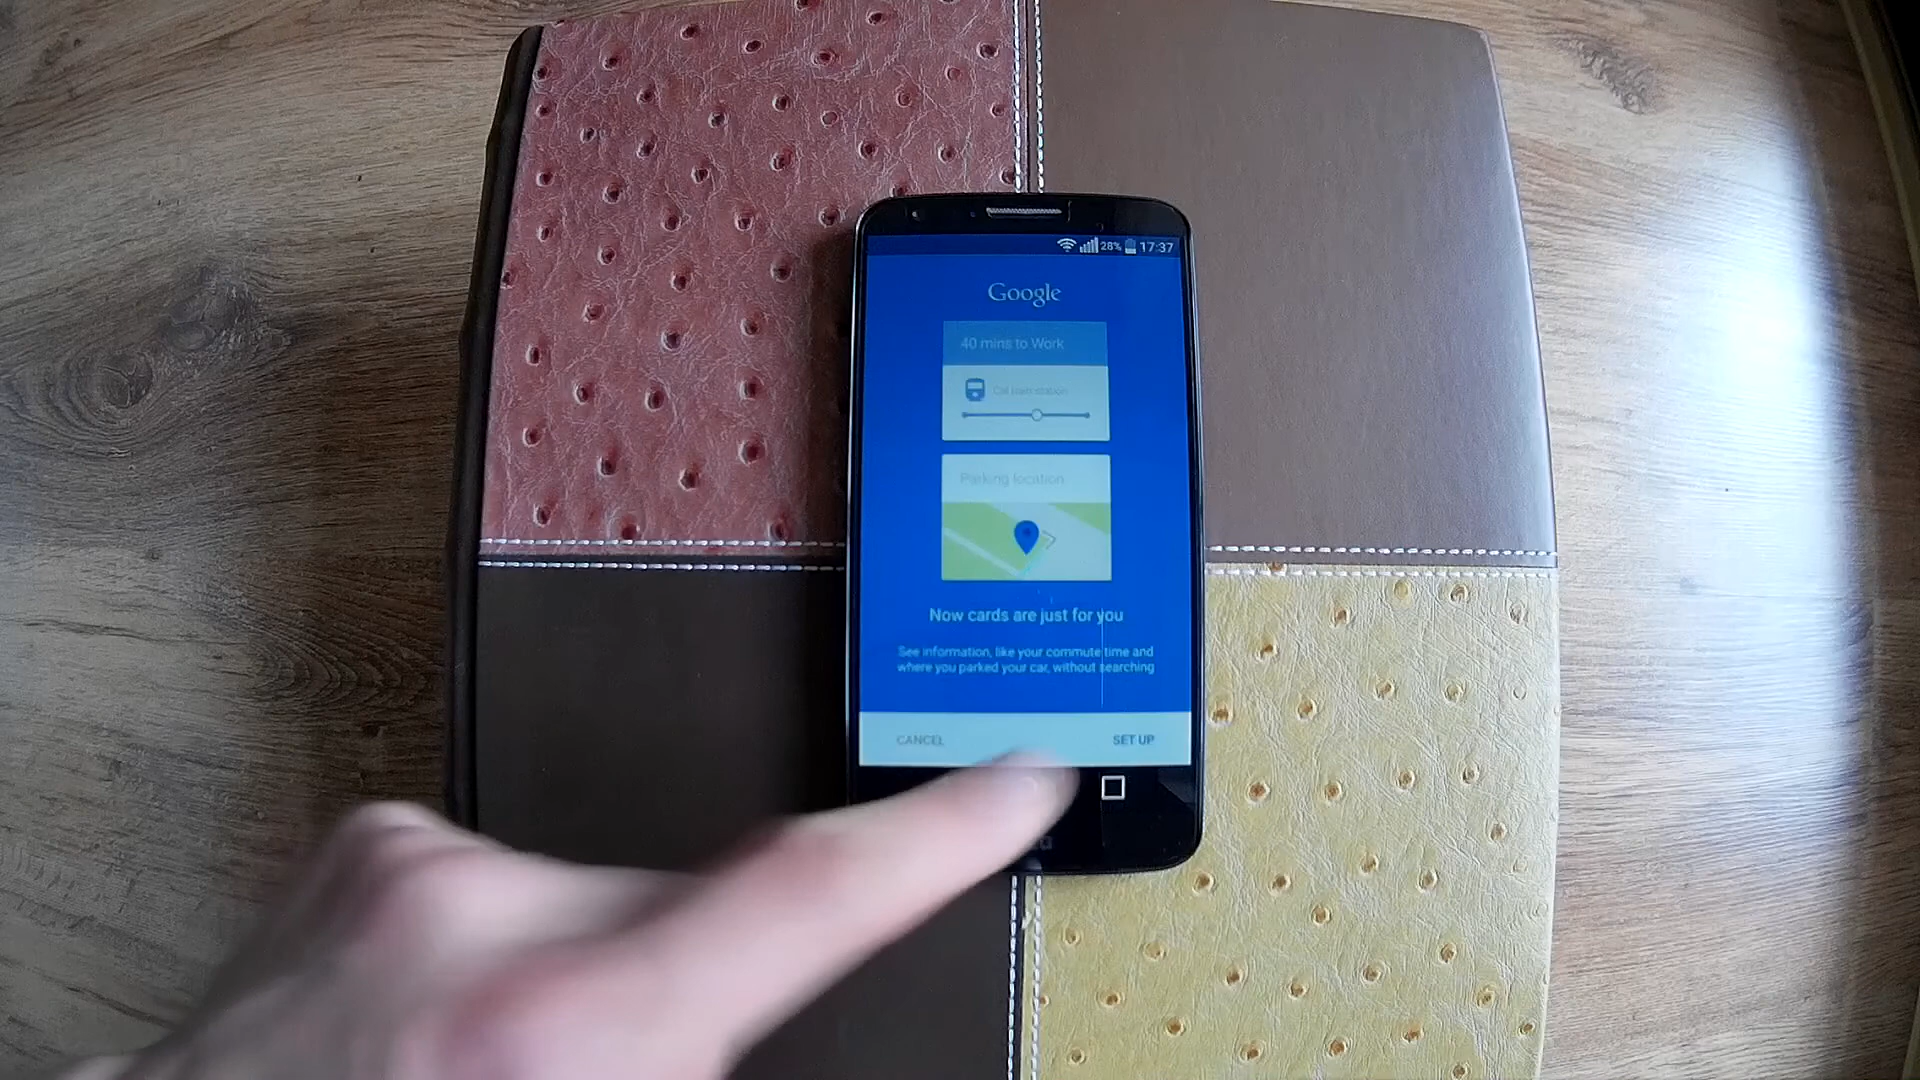 28% 17:37
Google
40 mins to Work
Parking location
Now cards are just for you
See information, like your commute time and
where you parked your car, without searching
CANCEL
SET UP